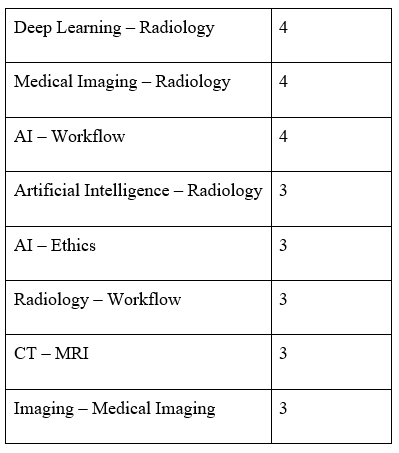 Deep Learning – Radiology 4
Medical Imaging – Radiology 4
AI – Workflow 4
Artificial Intelligence – Radiology 3
AI – Ethics 3
Radiology – Workflow 3
CT – MRI 3
Imaging – Medical Imaging 3